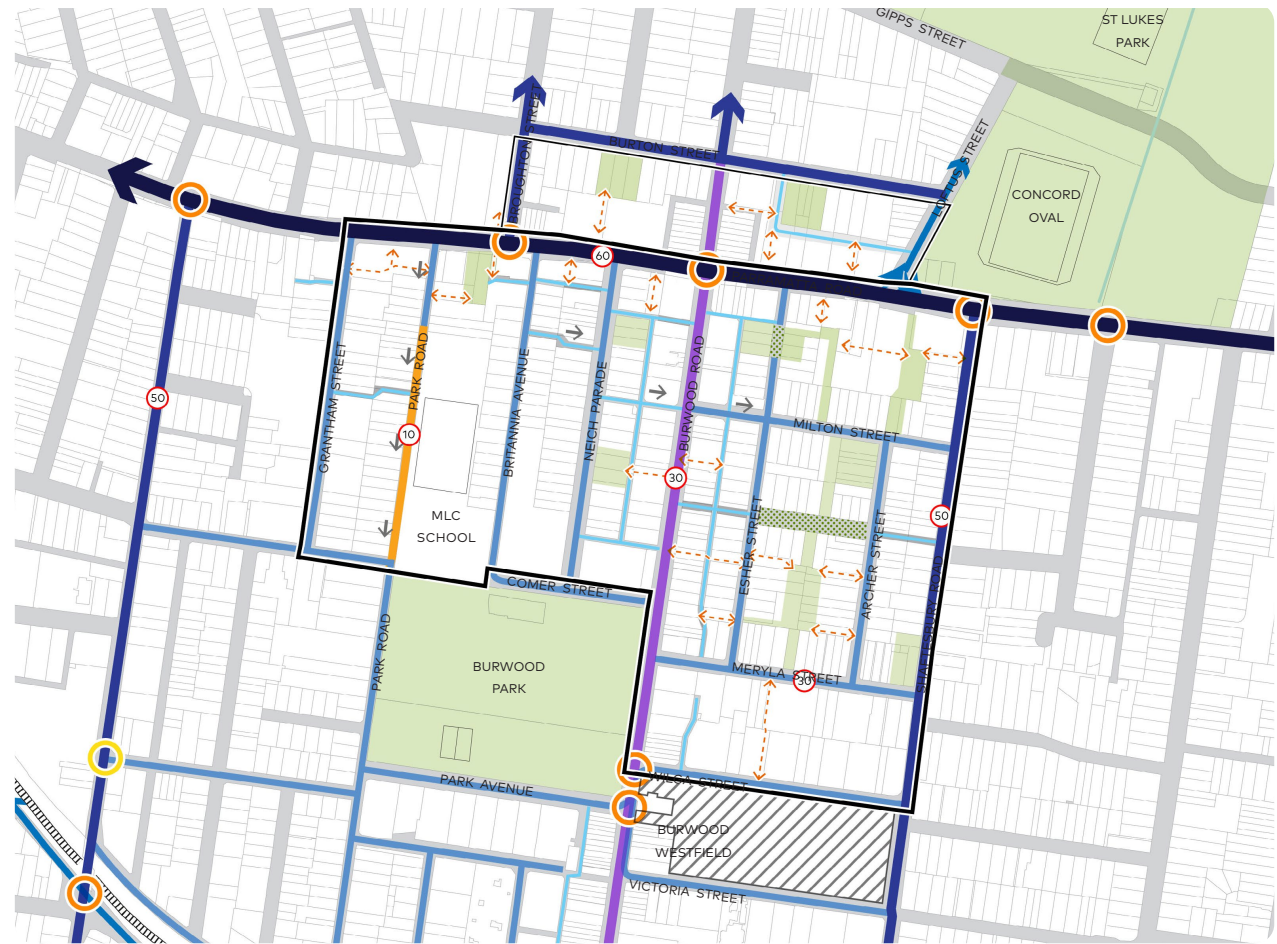 GIPPS STREET
ST LUKES
PARK
BROUGHTON STREET
BURTON STREET
LOFTUS STREET
CONCORD
OVAL
60
50
GRANTHAM STREET
PARK ROAD
10
BRITANNIA AVENUE
NEICH PARADE
BURWOOD ROAD
30
MILTON STREET
50
MLC
SCHOOL
ESHER STREET
ARCHER STREET
SHAFTESBURY ROAD
COMER STREET
PARK ROAD
BURWOOD
PARK
MERYLA STREET
30
WILGA STREET
PARK AVENUE
BURWOOD
WESTFIELD
VICTORIA STREET